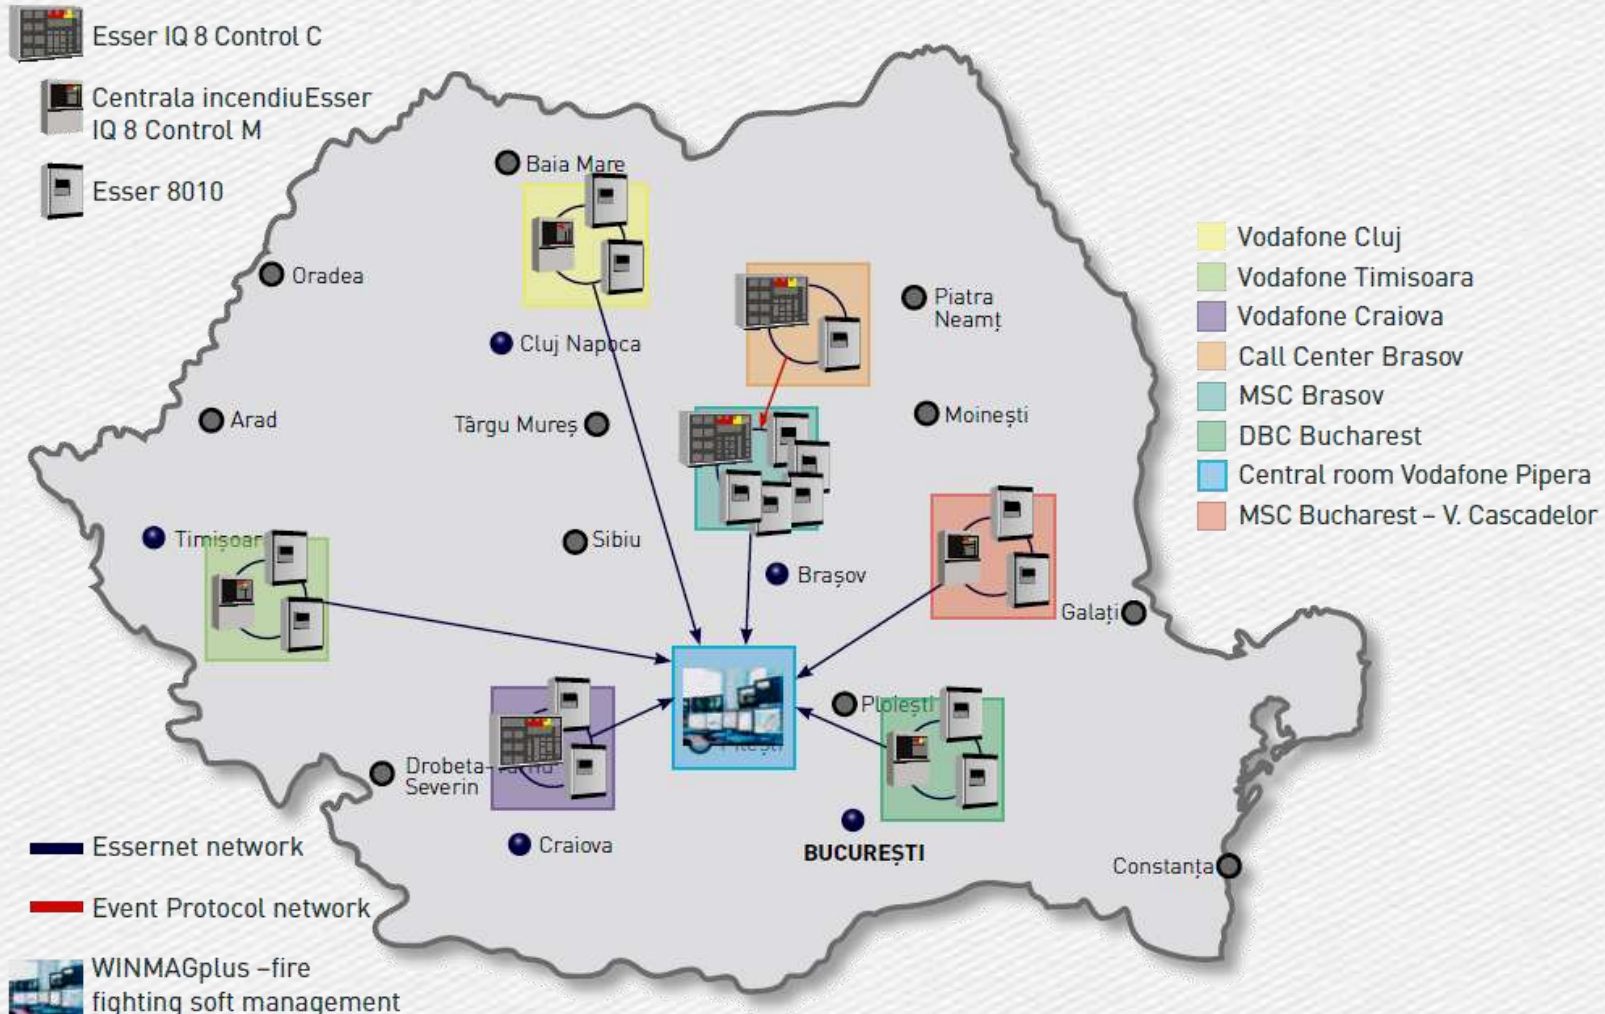 Esser IQ 8 Control C
Centrala incendiuEsser
IQ 8 Control M
Esser 8010
Baia Mare
Oradea
Piatra
Neamț
Cluj Napoca
Arad
Târgu Mureș
Moinești
Timișoar
Sibiu
Brașov
Galați
Ploiești
Pitești
Drobeta-Turnu
Severin
Craiova
BUCUREȘTI
Constanța
Vodafone Cluj
Vodafone Timisoara
Vodafone Craiova
Call Center Brasov
MSC Brasov
DBC Bucharest
Central room Vodafone Pipera
MSC Bucharest – V. Cascadelor
Essernet network
Event Protocol network
WINMAGplus –fire
fighting soft management